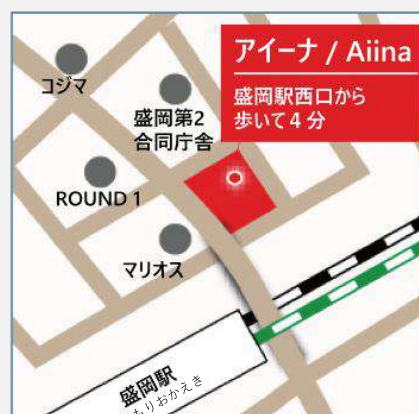 アイーナ / Aiina
盛岡駅西口から
歩いて4分
コジマ
盛岡第2
合同庁舎
ROUND 1
マリオス
盛岡駅
もりおかえき